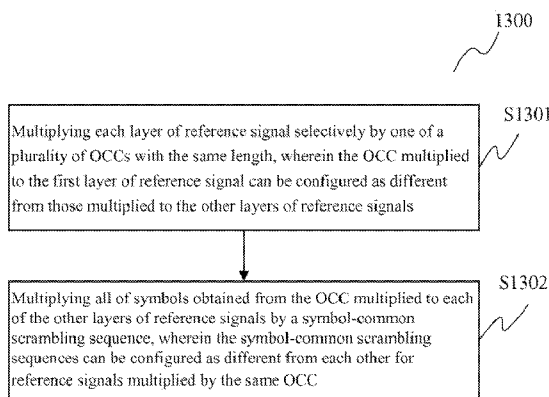 1300
S1301
Multiplying each layer of reference signal selectively by one of a
plurality of OCCs with the same length, wherein the OCC multiplied
to the first layer of reference signal can be configured as different
from those multiplied to the other layers of reference signals
S1302
Multiplying all of symbols obtained from the OCC multiplied to each
of the other layers of reference signals by a symbol-common
scrambling sequence, wherein the symbol-common scrambling
sequences can be configured as different from each other for
reference signals multiplied by the same OCC